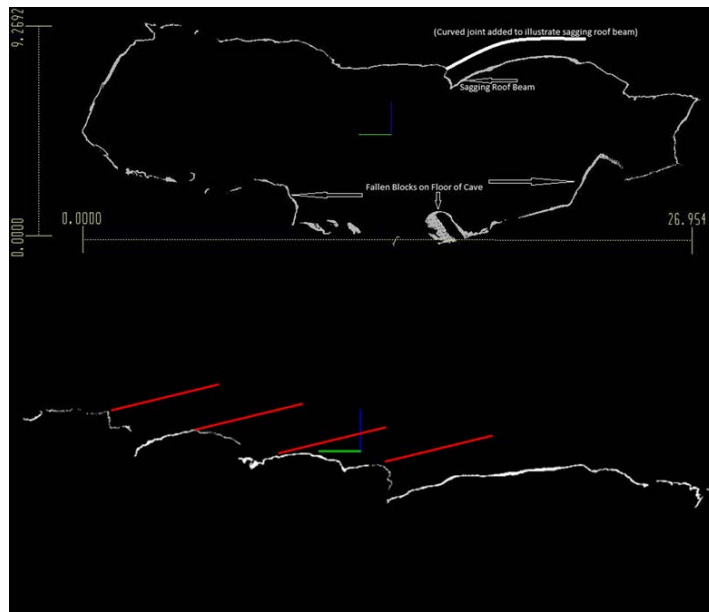 (Curved joint added to illustrate sagging roof beam)
9.2692
Sagging Roof Beam
Fallen Blocks on Floor of Cave
0.0000
26.954
0.0000